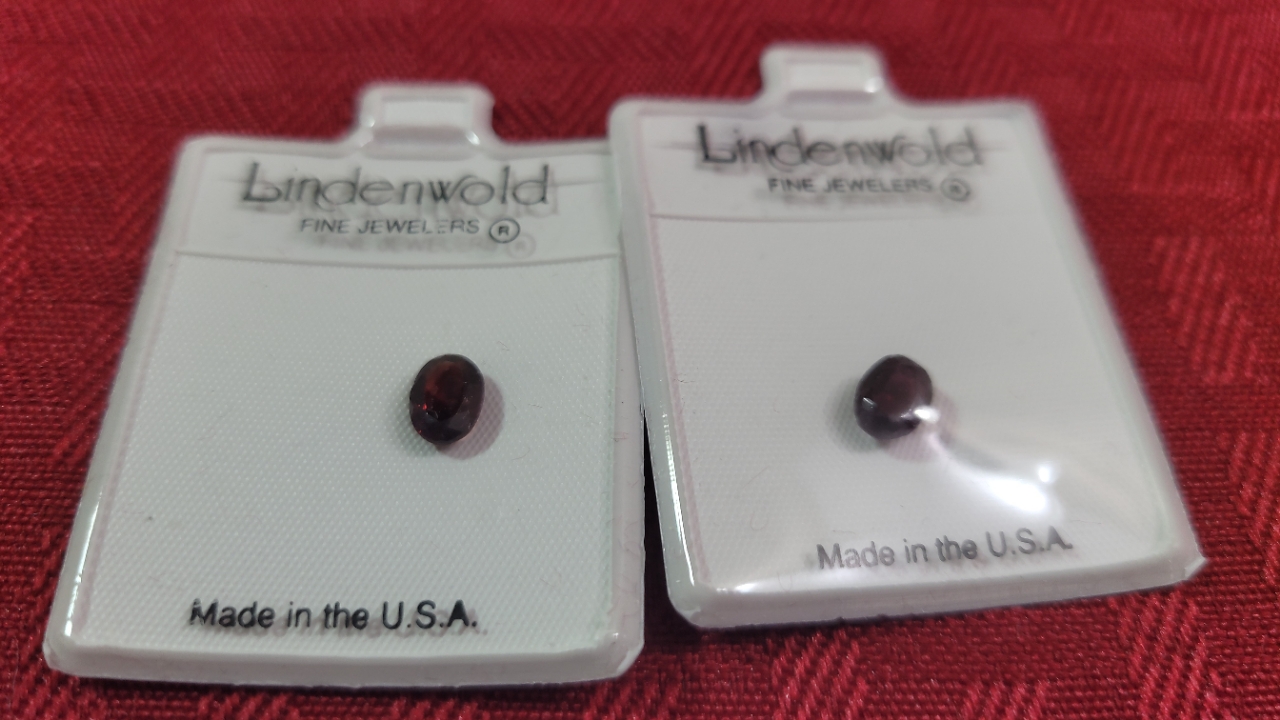 Lindenwold
FINE JEWELERS ®
Made in the U.S.A.
Lindenwold
FINE JEWELERS ®
Made in the U.S.A.